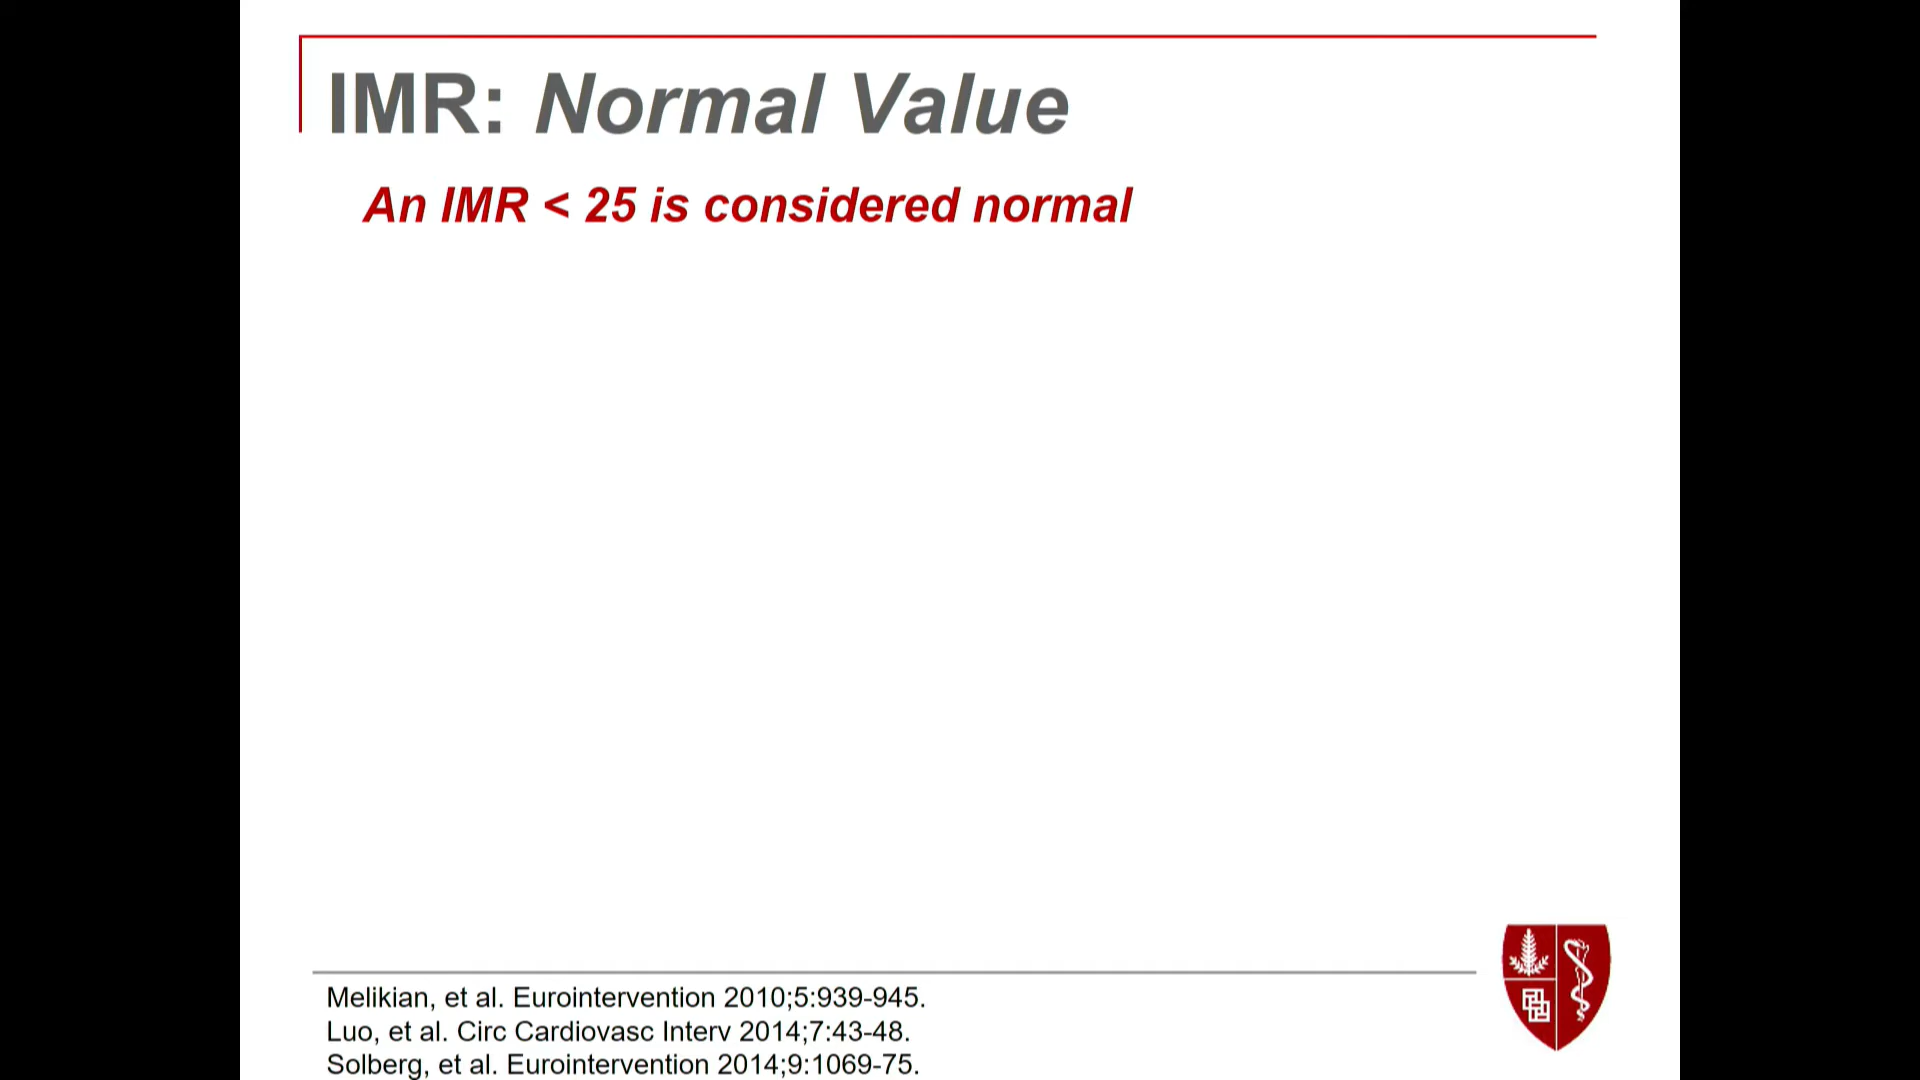 IMR: Normal Value
An IMR < 25 is considered normal
Melikian, et al. Eurointervention 2010;5:939-945.
Luo, et al. Circ Cardiovasc Interv 2014;7:43-48.
Solberg, et al. Eurointervention 2014;9:1069-75.